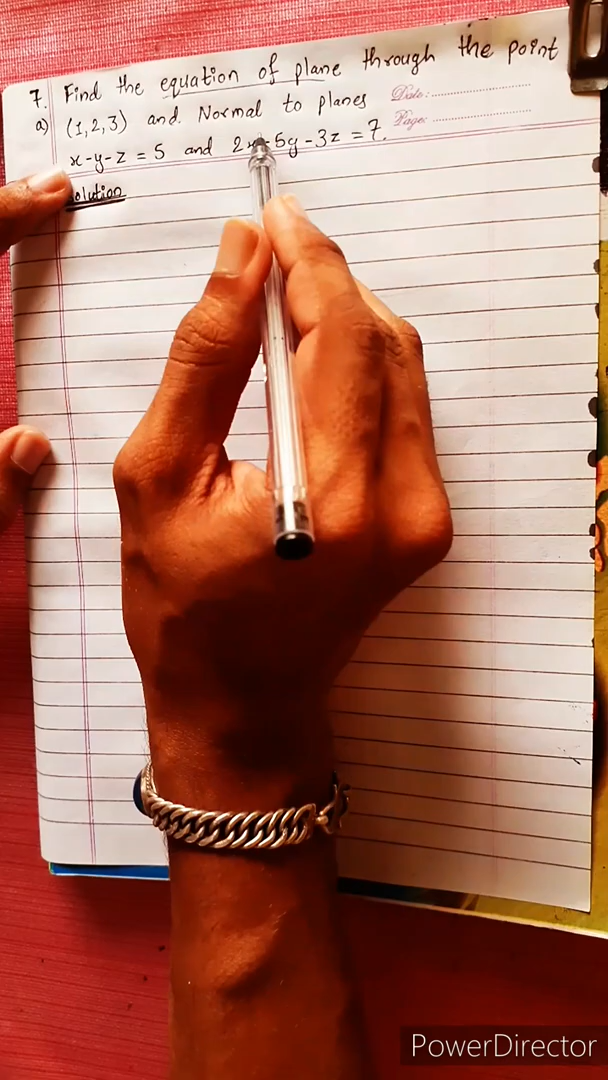 7. Find the equation of plane through the point
a) (1,2,3) and Normal to planes
Date:
Page:
x-y-z = 5 and 2x 5y-3z = 7.
Solution
PowerDirector